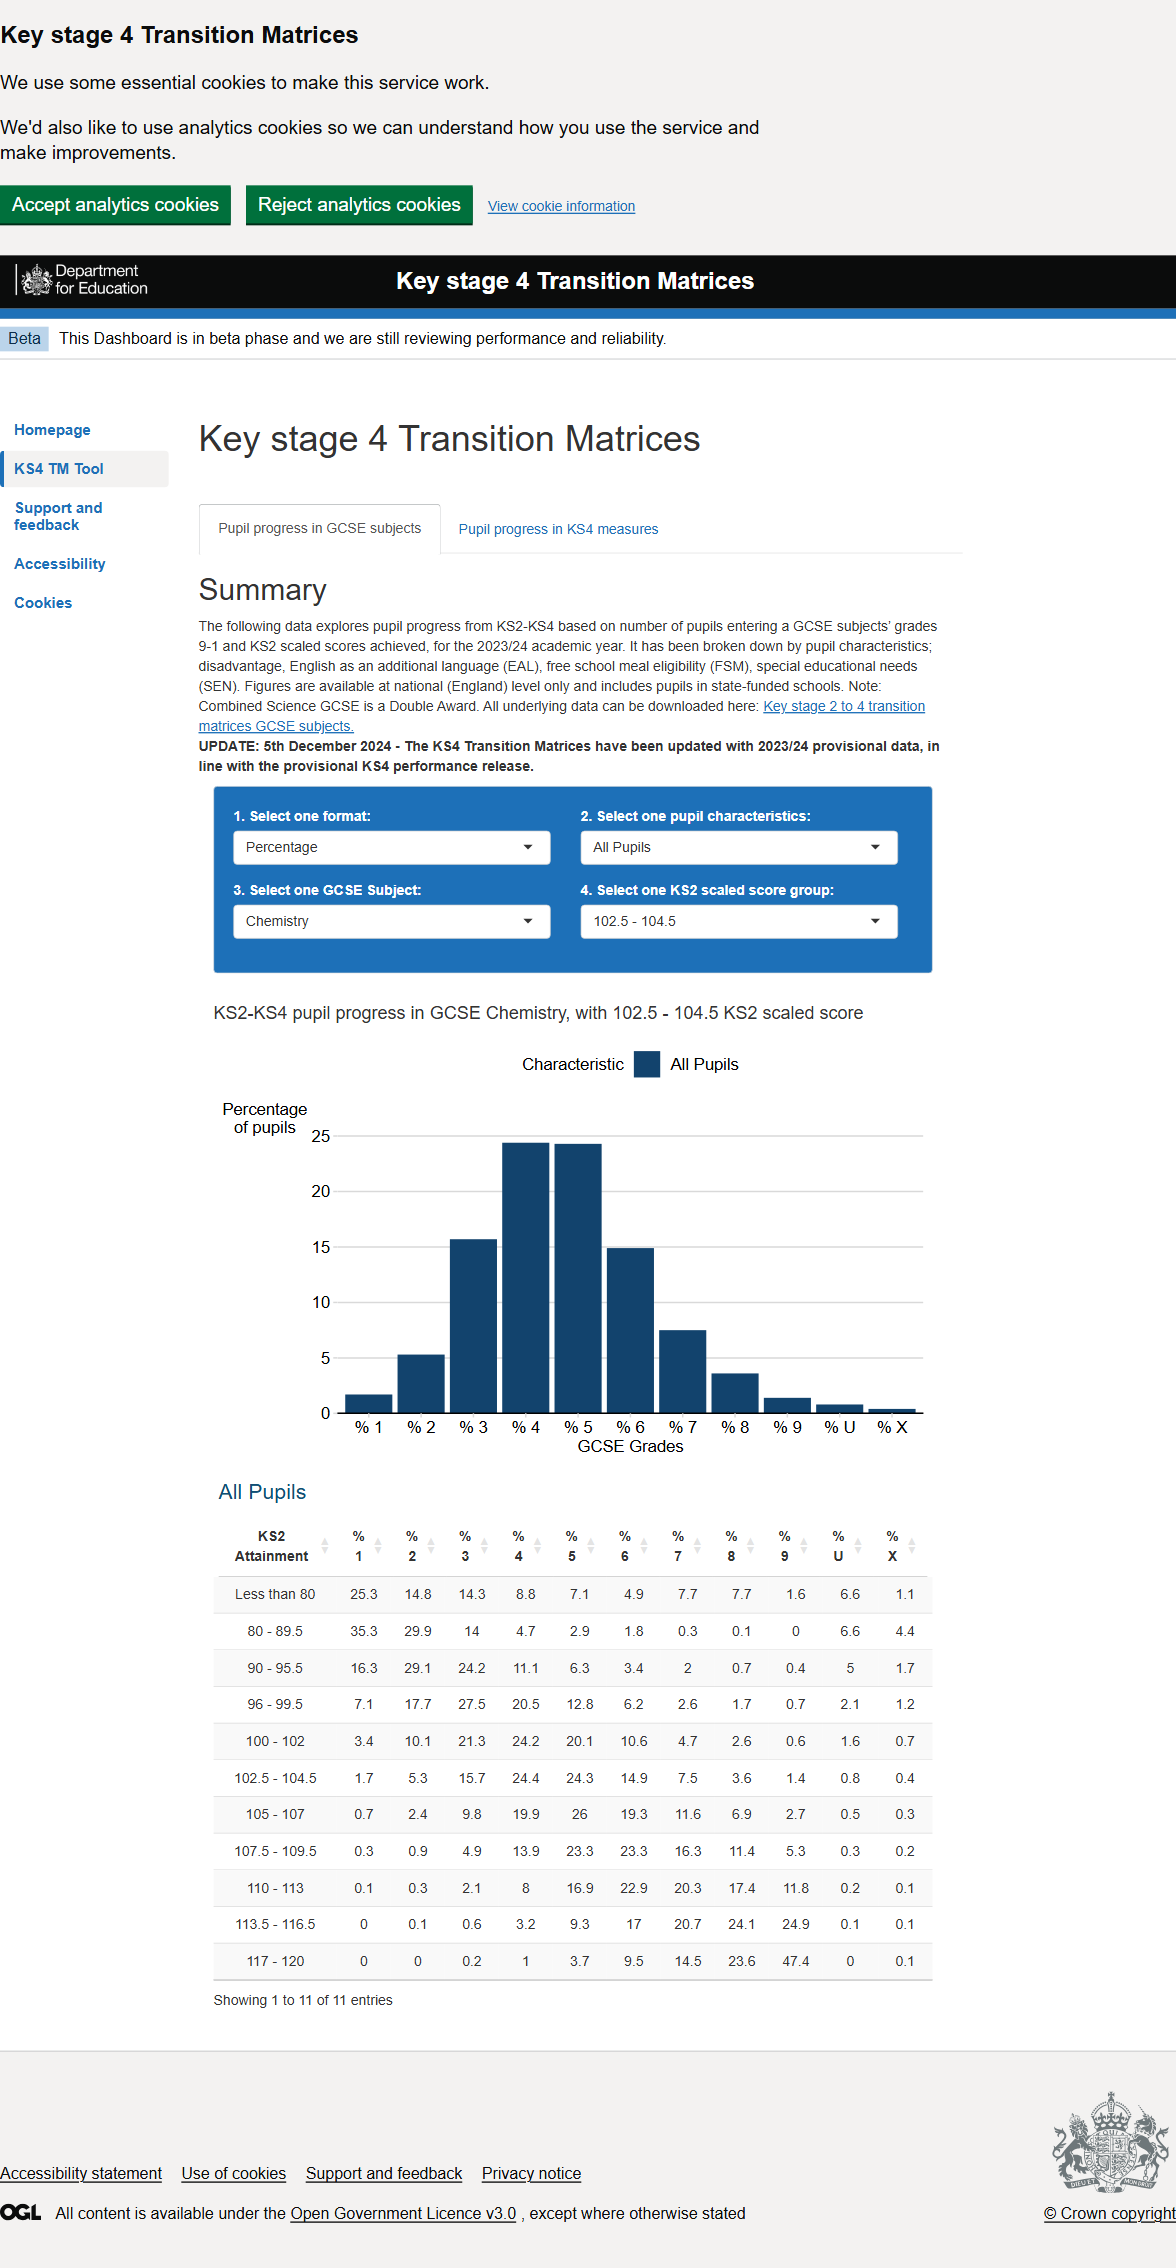 Key stage 4 Transition Matrices
We use some essential cookies to make this service work.
We'd also like to use analytics cookies so we can understand how you use the service and
make improvements.
Accept analytics cookies Reject analytics cookies View cookie information
Department
for Education
Key stage 4 Transition Matrices
Beta This Dashboard is in beta phase and we are still reviewing performance and reliability.
Homepage
KS4 TM Tool
Support and
feedback
Accessibility
Cookies
Key stage 4 Transition Matrices
Pupil progress in GCSE subjects Pupil progress in KS4 measures
Summary
The following data explores pupil progress from KS2-KS4 based on number of pupils entering a GCSE subjects’ grades
9-1 and KS2 scaled scores achieved, for the 2023/24 academic year. It has been broken down by pupil characteristics;
disadvantage, English as an additional language (EAL), free school meal eligibility (FSM), special educational needs
(SEN). Figures are available at national (England) level only and includes pupils in state-funded schools. Note:
Combined Science GCSE is a Double Award. All underlying data can be downloaded here: Key stage 2 to 4 transition
matrices GCSE subjects.
UPDATE: 5th December 2024 - The KS4 Transition Matrices have been updated with 2023/24 provisional data, in
line with the provisional KS4 performance release.
1. Select one format: 2. Select one pupil characteristics:
Percentage All Pupils
3. Select one GCSE Subject: 4. Select one KS2 scaled score group:
Chemistry 102.5 - 104.5
KS2-KS4 pupil progress in GCSE Chemistry, with 102.5 - 104.5 KS2 scaled score
Characteristic All Pupils
Percentage
of pupils
25
20
15
10
5
0
% 1 % 2 % 3 % 4 % 5 % 6 % 7 % 8 % 9 % U % X
GCSE Grades
All Pupils
KS2 % % % % % % % % % % %
Attainment 1 2 3 4 5 6 7 8 9 U X
Less than 80 25.3 14.8 14.3 8.8 7.1 4.9 7.7 7.7 1.6 6.6 1.1
80 - 89.5 35.3 29.9 14 4.7 2.9 1.8 0.3 0.1 0 6.6 4.4
90 - 95.5 16.3 29.1 24.2 11.1 6.3 3.4 2 0.7 0.4 5 1.7
96 - 99.5 7.1 17.7 27.5 20.5 12.8 6.2 2.6 1.7 0.7 2.1 1.2
100 - 102 3.4 10.1 21.3 24.2 20.1 10.6 4.7 2.6 0.6 1.6 0.7
102.5 - 104.5 1.7 5.3 15.7 24.4 24.3 14.9 7.5 3.6 1.4 0.8 0.4
105 - 107 0.7 2.4 9.8 19.9 26 19.3 11.6 6.9 2.7 0.5 0.3
107.5 - 109.5 0.3 0.9 4.9 13.9 23.3 23.3 16.3 11.4 5.3 0.3 0.2
110 - 113 0.1 0.3 2.1 8 16.9 22.9 20.3 17.4 11.8 0.2 0.1
113.5 - 116.5 0 0.1 0.6 3.2 9.3 17 20.7 24.1 24.9 0.1 0.1
117 - 120 0 0 0.2 1 3.7 9.5 14.5 23.6 47.4 0 0.1
Showing 1 to 11 of 11 entries
Accessibility statement Use of cookies Support and feedback Privacy notice
OGL All content is available under the Open Government Licence v3.0 , except where otherwise stated
© Crown copyright